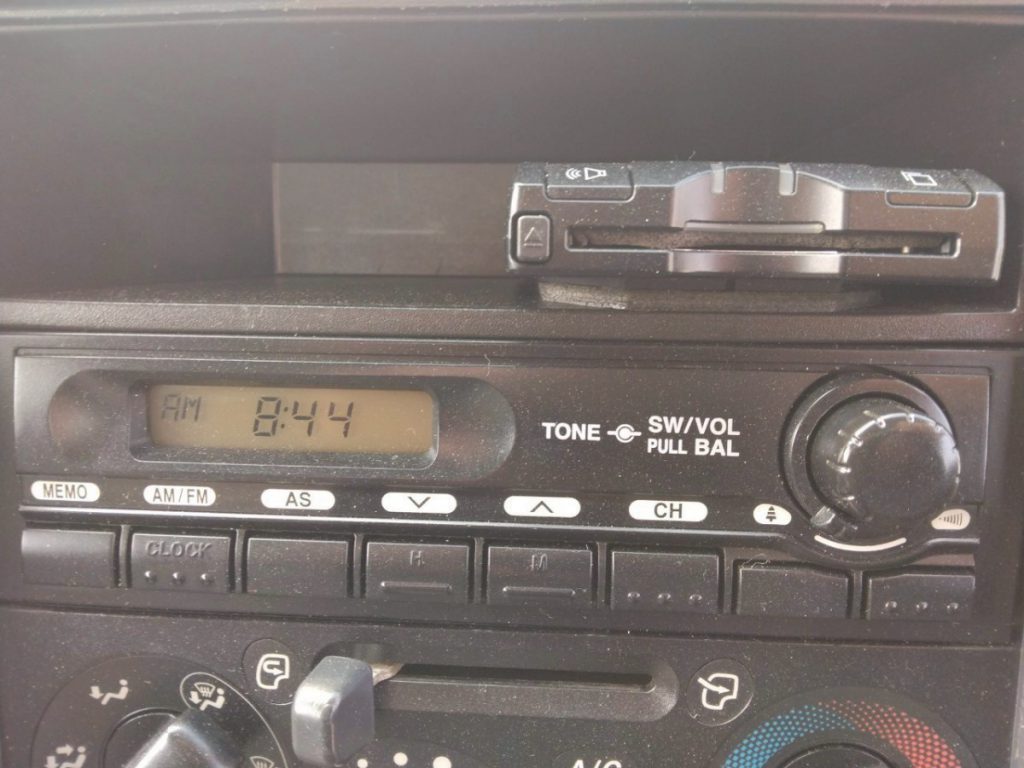 AM 8:44
TONE SW/VOL
PULL BAL
MEMO AM/FM AS CH
CLOCK H M
A/C